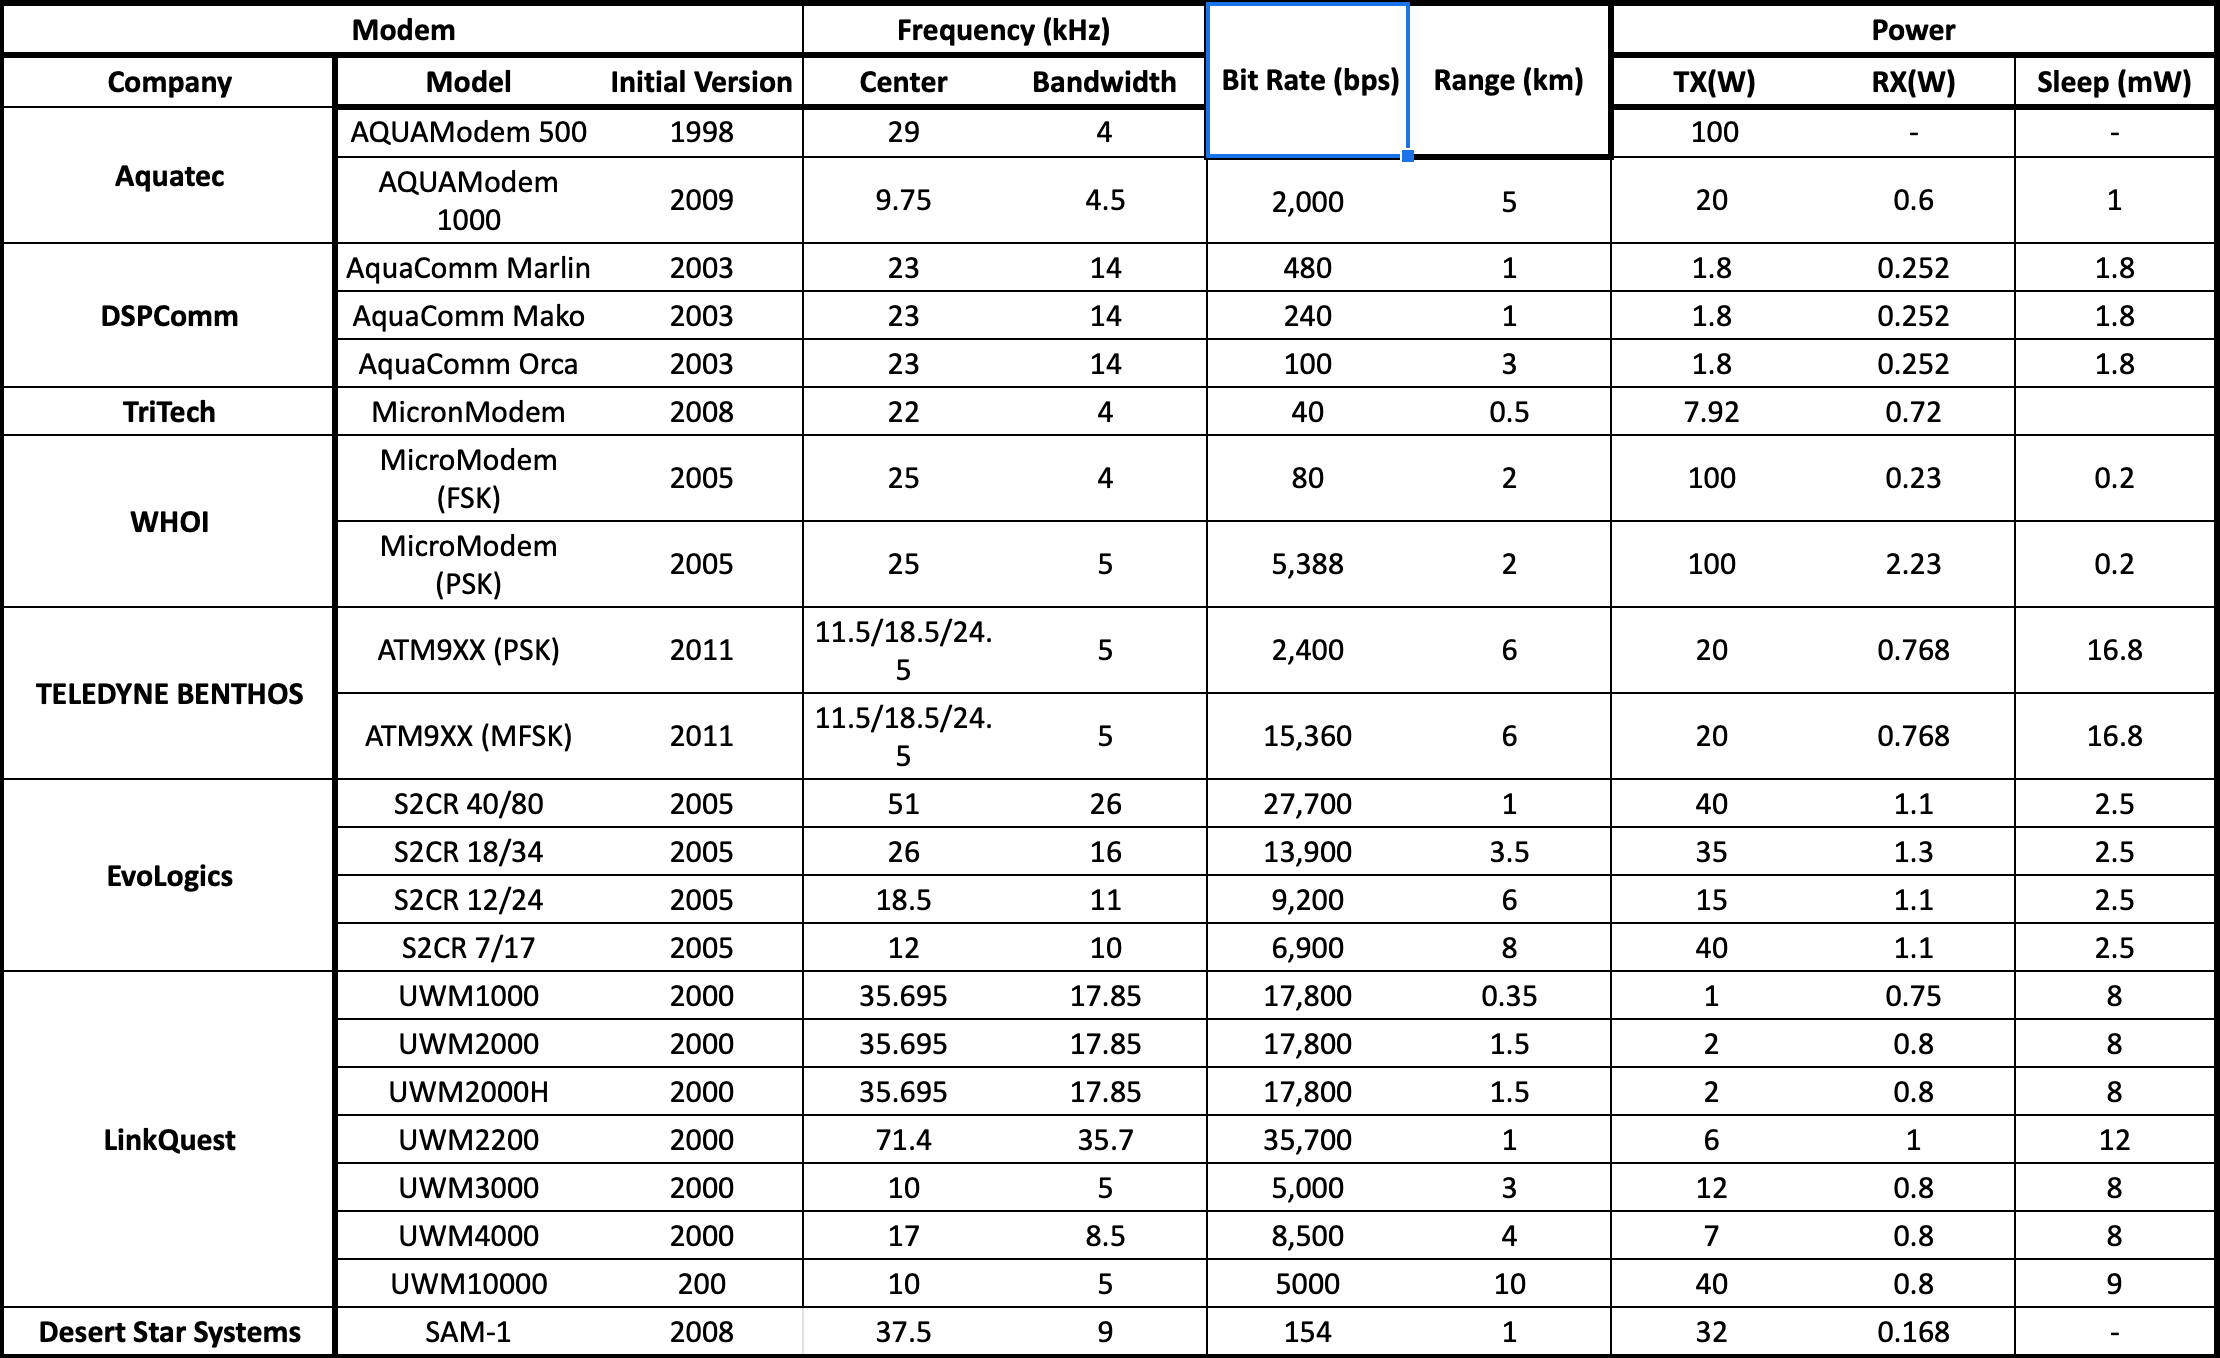 Modem Frequency (kHz) Bit Rate (bps) Range (km) Power
Company Model Initial Version Center Bandwidth TX(W) RX(W) Sleep (mW)
Aquatec AQUAModem 500 1998 29 4 100 - -
AQUAModem
1000 2009 9.75 4.5 2,000 5 20 0.6 1
DSPComm AquaComm Marlin 2003 23 14 480 1 1.8 0.252 1.8
AquaComm Mako 2003 23 14 240 1 1.8 0.252 1.8
AquaComm Orca 2003 23 14 100 3 1.8 0.252 1.8
TriTech MicronModem 2008 22 4 40 0.5 7.92 0.72
WHOI MicroModem
(FSK) 2005 25 4 80 2 100 0.23 0.2
MicroModem
(PSK) 2005 25 5 5,388 2 100 2.23 0.2
TELEDYNE BENTHOS ATM9XX (PSK) 2011 11.5/18.5/24.
5 5 2,400 6 20 0.768 16.8
ATM9XX (MFSK) 2011 11.5/18.5/24.
5 5 15,360 6 20 0.768 16.8
EvoLogics S2CR 40/80 2005 51 26 27,700 1 40 1.1 2.5
S2CR 18/34 2005 26 16 13,900 3.5 35 1.3 2.5
S2CR 12/24 2005 18.5 11 9,200 6 15 1.1 2.5
S2CR 7/17 2005 12 10 6,900 8 40 1.1 2.5
LinkQuest UWM1000 2000 35.695 17.85 17,800 0.35 1 0.75 8
UWM2000 2000 35.695 17.85 17,800 1.5 2 0.8 8
UWM2000H 2000 35.695 17.85 17,800 1.5 2 0.8 8
UWM2200 2000 71.4 35.7 35,700 1 6 1 12
UWM3000 2000 10 5 5,000 3 12 0.8 8
UWM4000 2000 17 8.5 8,500 4 7 0.8 8
UWM10000 200 10 5 5000 10 40 0.8 9
Desert Star Systems SAM-1 2008 37.5 9 154 1 32 0.168 -